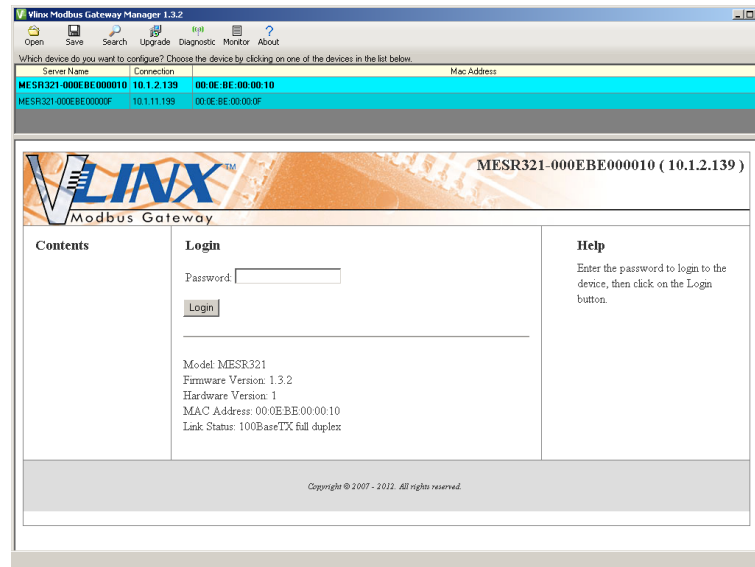 Vlinx Modbus Gateway Manager 1.3.2
Open Save Search Upgrade Diagnostic Monitor About
Which device do you want to configure? Choose the device by clicking on one of the devices in the list below.
Server Name Connection Mac Address
MESR321-000EBE000010 10.1.2.139 00:0E:BE:00:00:10
MESR321-000EBE00000F 10.1.11.199 00:0E:BE:00:00:0F
VLINX TM
Modbus Gateway
MESR321-000EBE000010 ( 10.1.2.139 )
Contents
Login
Password:
Login
Model: MESR321
Firmware Version: 1.3.2
Hardware Version: 1
MAC Address: 00:0E:BE:00:00:10
Link Status: 100BaseTX full duplex
Help
Enter the password to login to the
device, then click on the Login
button.
Copyright © 2007 - 2012. All rights reserved.